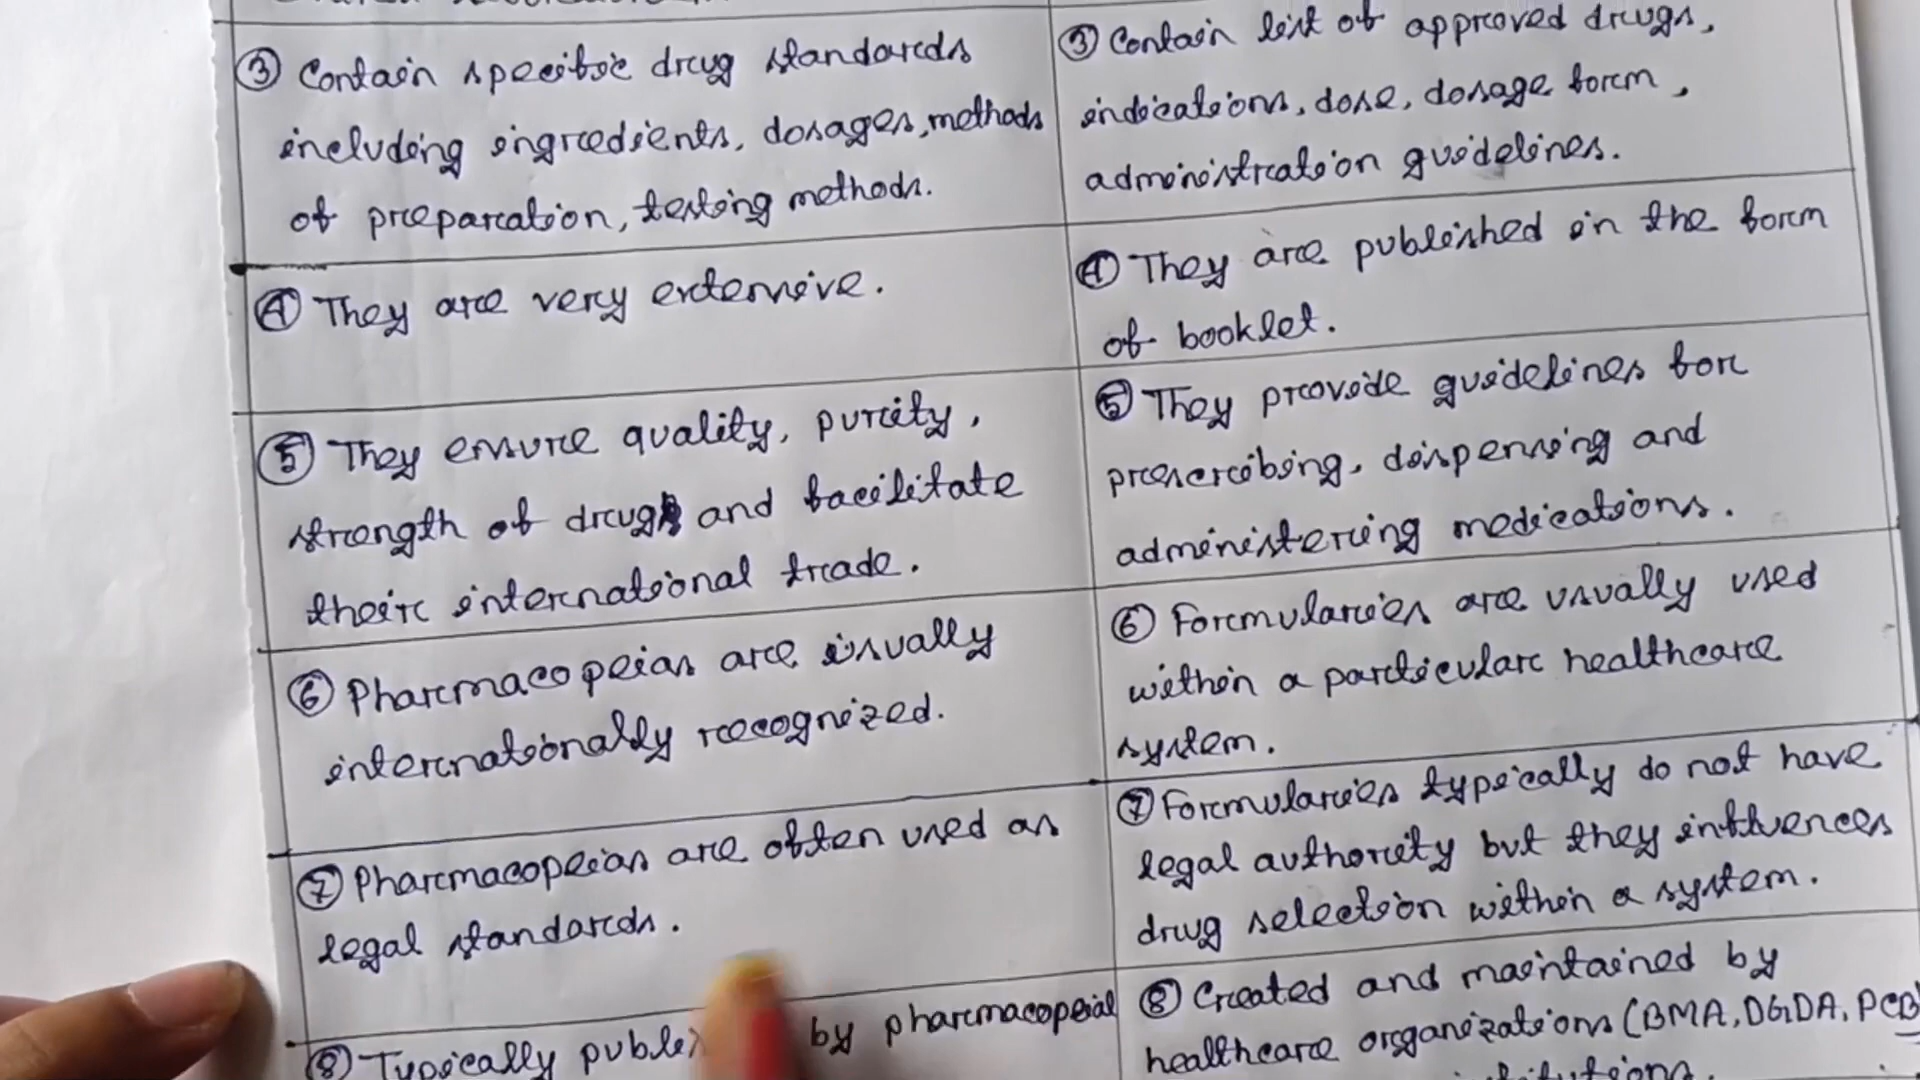 ③ Contain specific drug standards
including ingredients, dosages, methods
of preparation, testing methods.
④ They are very extensive.
⑤ They ensure quality, purity,
strength of drugs and facilitate
their international trade.
⑥ Pharmacopeias are usually
internationally recognized.
⑦ Pharmacopeias are often used as
legal standards.
⑧ Typically by pharmacopeial
③ Contain list of approved drugs,
indications, dose, dosage form,
administration guidelines.
④ They are published in the form
of booklet.
⑤ They provide guidelines for
prescribing, dispensing and
administering medications.
⑥ Formularies are usually used
within a particular healthcare
system.
⑦ Formularies typically do not have
legal authority but they influences
drug selection within a system.
⑧ Created and maintained by
healthcare organizations (BMA, DGDA, PCB)